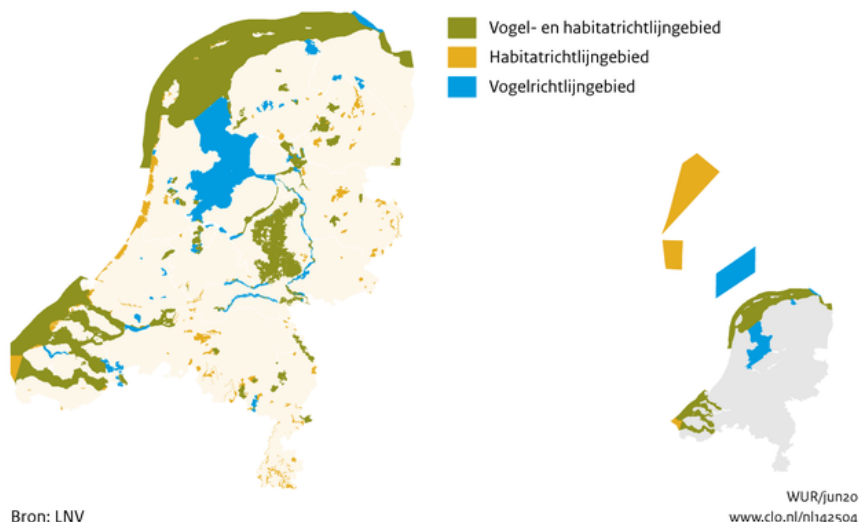 Vogel- en habitatrichtlijngebied
Habitatrichtlijngebied
Vogelrichtlijngebied
Bron: LNV
WUR/jun20
www.clo.nl/nl142504